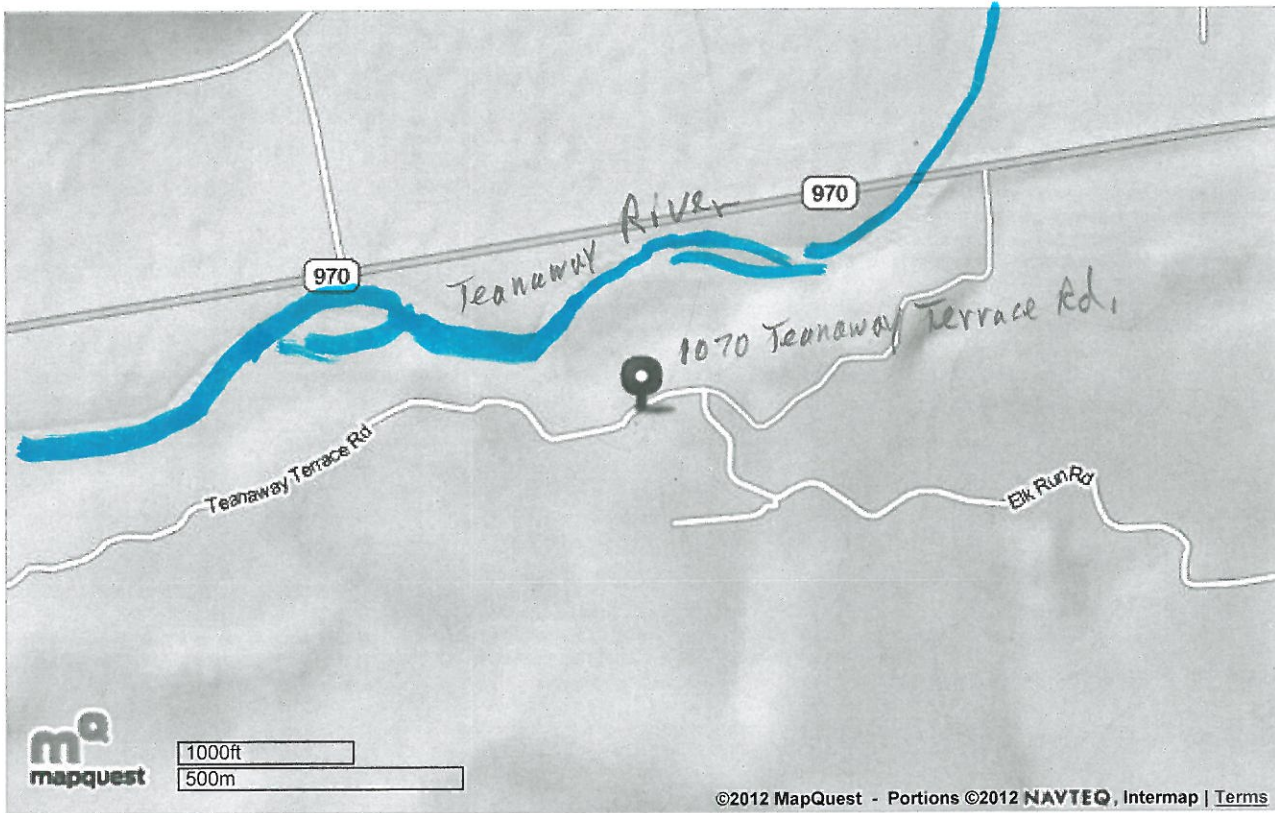 970
970
Teanaway River
1070 Teanaway Terrace Rd,
Teanaway Terrace Rd
Elk Run Rd
mq
mapquest
1000ft
500m
©2012 MapQuest - Portions ©2012 NAVTEQ, Intermap | Terms